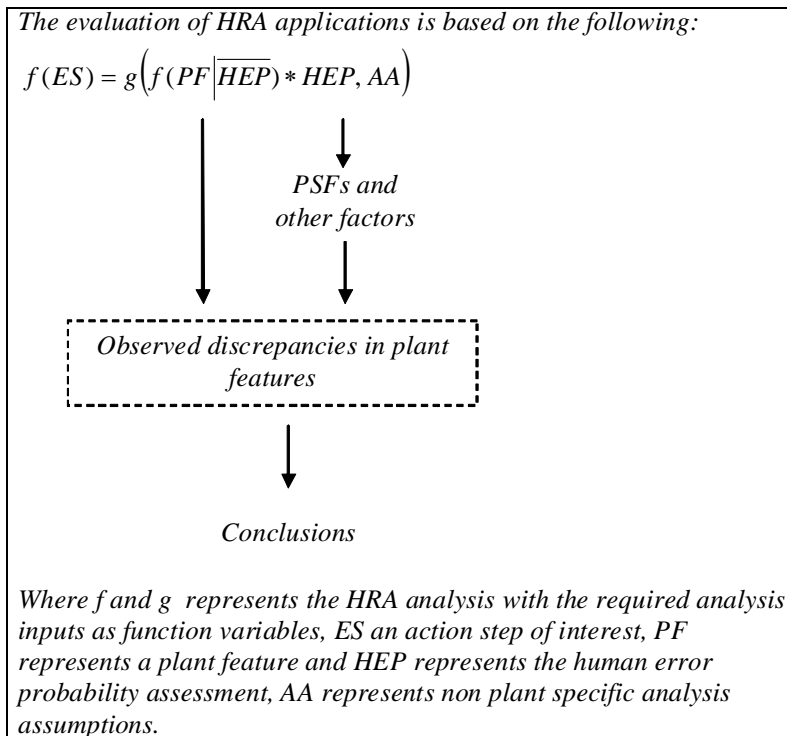 The evaluation of HRA applications is based on the following:
f(ES) = g(f(PF|\overline{HEP}) * HEP, AA)
PSFs and
other factors
Observed discrepancies in plant
features
Conclusions
Where f and g represents the HRA analysis with the required analysis
inputs as function variables, ES an action step of interest, PF
represents a plant feature and HEP represents the human error
probability assessment, AA represents non plant specific analysis
assumptions.